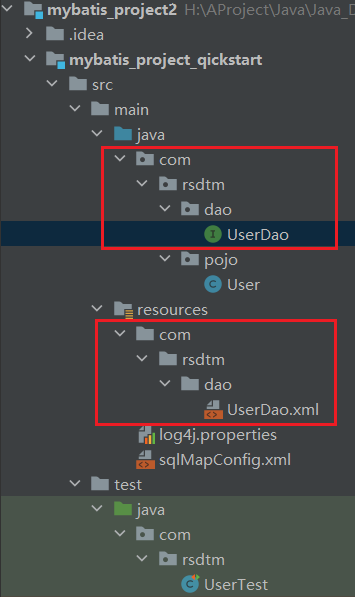 mybatis_project2 H:\AProject\Java\Java_D
.idea
mybatis_project_qickstart
src
main
java
com
rsdtm
dao
UserDao
pojo
User
resources
com
rsdtm
dao
UserDao.xml
log4j.properties
sqlMapConfig.xml
test
java
com
rsdtm
UserTest